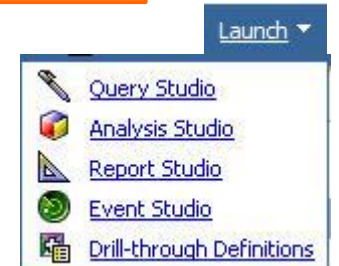 Launch
Query Studio
Analysis Studio
Report Studio
Event Studio
Drill-through Definitions